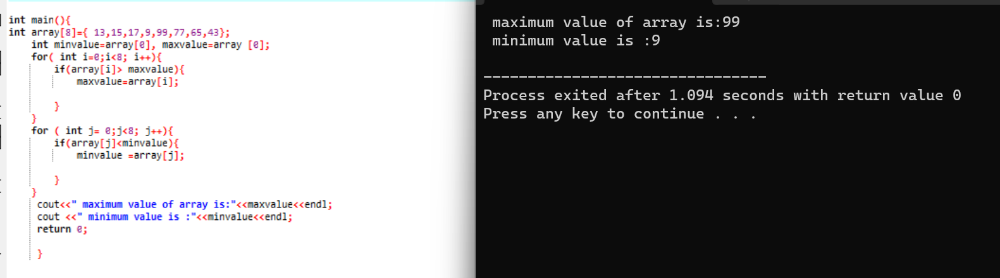 int main(){
int array[8]={ 13,15,17,9,99,77,65,43};
int minvalue=array[0], maxvalue=array [0];
for( int i=0;i<8; i++){
if(array[i]> maxvalue){
maxvalue=array[i];
}
}
for ( int j= 0;j<8; j++){
if(array[j]<minvalue){
minvalue =array[j];
}
}
cout<<" maximum value of array is:"<<maxvalue<<endl;
cout <<" minimum value is :"<<minvalue<<endl;
return 0;
}
maximum value of array is:99
minimum value is :9
--------------------------------
Process exited after 1.094 seconds with return value 0
Press any key to continue . . .